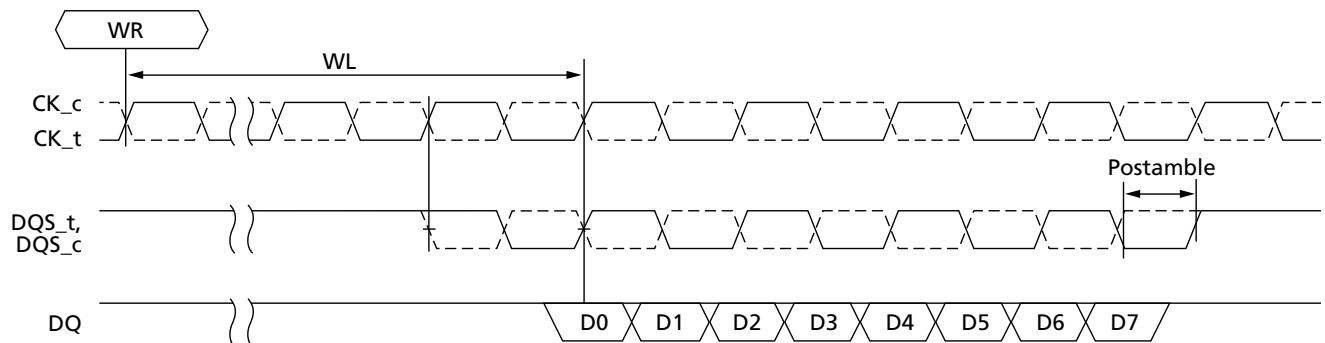 WR
WL
CK_c
CK_t
Postamble
DQS_t,
DQS_c
DQ
D0 D1 D2 D3 D4 D5 D6 D7